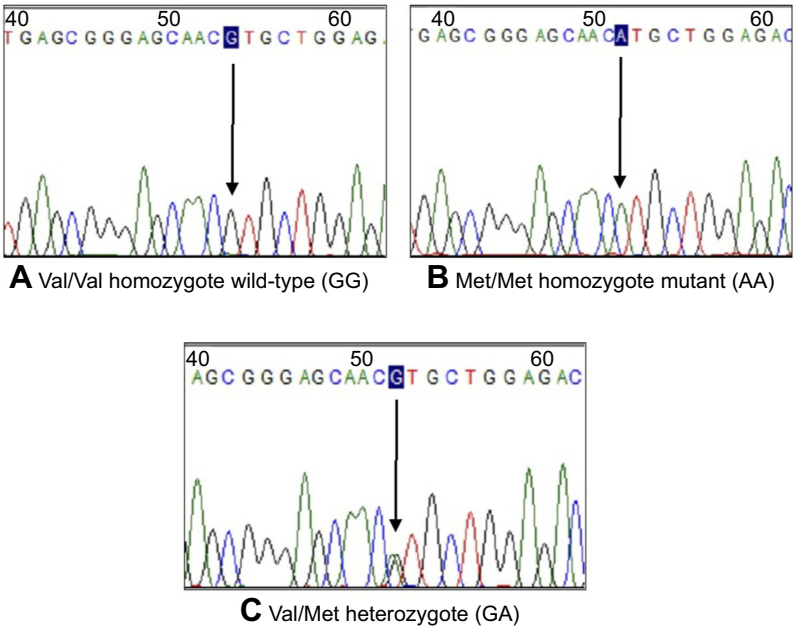 40 50 60
TGAGCGGGAGCAACGTGCTGGAG
A Val/Val homozygote wild-type (GG)
40 50 60
GAGCGGGAGCAACATGCTGGAGAC
B Met/Met homozygote mutant (AA)
40 50 60
AGCGGGAGCAACGTGCTGGAGAC
C Val/Met heterozygote (GA)